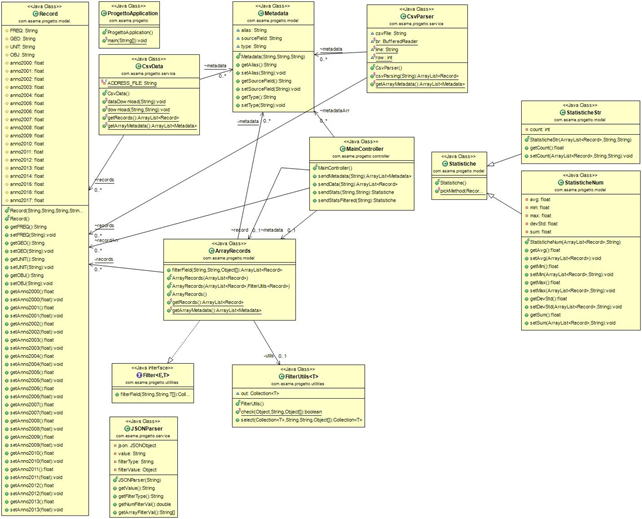 <<Java Class>>
Record
com.esame.progetto.model
FREQ: String
GEO: String
UNIT: String
OBJ: String
anno2000: float
anno2001: float
anno2002: float
anno2003: float
anno2004: float
anno2005: float
anno2006: float
anno2007: float
anno2008: float
anno2009: float
anno2010: float
anno2011: float
anno2012: float
anno2013: float
anno2014: float
anno2015: float
anno2016: float
anno2017: float
Record(String,String,String,Strin...
Record()
getFREQ():String
setFREQ(String):void
getGEO():String
setGEO(String):void
getUNIT():String
setUNIT(String):void
getOBJ():String
setOBJ(String):void
getAnno2000():float
setAnno2000(float):void
getAnno2001():float
setAnno2001(float):void
getAnno2002():float
setAnno2002(float):void
getAnno2003():float
setAnno2003(float):void
getAnno2004():float
setAnno2004(float):void
getAnno2005():float
setAnno2005(float):void
getAnno2006():float
setAnno2006(float):void
getAnno2007():float
setAnno2007(float):void
getAnno2008():float
setAnno2008(float):void
getAnno2009():float
setAnno2009(float):void
getAnno2010():float
setAnno2010(float):void
getAnno2011():float
setAnno2011(float):void
getAnno2012():float
setAnno2012(float):void
getAnno2013():float
setAnno2013(float):void
<<Java Class>>
ProgettoApplication
com.esame.progetto
ProgettoApplication()
main(String[]):void
<<Java Class>>
CsvData
com.esame.progetto.service
ADDRESS_FILE: String
CsvData()
dataDownload(String):void
download(String,String):void
getRecords():ArrayList<Record>
getArrayMetadata():ArrayList<Metadata>
<<Java Class>>
Metadata
com.esame.progetto.model
alias: String
sourceField: String
type: String
Metadata(String,String,String)
getAlias():String
setAlias(String):void
getSourceField():String
setSourceField(String):void
getType():String
setType(String):void
<<Java Class>>
CsvParser
com.esame.progetto.service
csvFile: String
br: BufferedReader
line: String
row: int
CsvParser()
csvParsing(String):ArrayList<Record>
getArrayMetadata():ArrayList<Metadata>
~metadata
0..*
~metadata
0..*
~metadata
0..*
~metadataArr
0..*
<<Java Class>>
MainController
com.esame.progetto.controller
MainController()
sendMetadata(String):ArrayList<Metadata>
sendData(String):ArrayList<Record>
sendStats(String,String):Statistiche
sendStatsFiltered(String):Statistiche
<<Java Class>>
Statistiche
com.esame.progetto.model
Statistiche()
pickMethod(Recor...
<<Java Class>>
StatisticheStr
com.esame.progetto.model
count: int
StatisticheStr(ArrayList<Record>,String,String)
getCount():float
setCount(ArrayList<Record>,String,String):void
<<Java Class>>
StatisticheNum
com.esame.progetto.model
avg: float
min: float
max: float
devStd: float
sum: float
StatisticheNum(ArrayList<Record>,String)
getAvg():float
setAvg(ArrayList<Record>,String):void
getMin():float
setMin(ArrayList<Record>,String):void
getMax():float
setMax(ArrayList<Record>,String):void
getDevStd():float
setDevStd(ArrayList<Record>,String):void
getSum():float
setSum(ArrayList<Record>,String):void
~records
0..*
~records
0..*
0..*
~records
0..*
~record
0..1
~metadata
0..1
<<Java Class>>
ArrayRecords
com.esame.progetto.model
filterField(String,String,Object[]):ArrayList<Record>
ArrayRecords(ArrayList<Record>)
ArrayRecords(ArrayList<Record>,FilterUtils<Record>)
ArrayRecords()
getRecords():ArrayList<Record>
getArrayMetadata():ArrayList<Metadata>
-utils
0..1
<<Java Interface>>
Filter<E,T>
com.esame.progetto.utilities
filterField(String,String,T[]):Coll...
<<Java Class>>
FilterUtils<T>
com.esame.progetto.utilities
out: Collection<T>
FilterUtils()
check(Object,String,Object[]):boolean
select(Collection<T>,String,String,Object[]):Collection<T>
<<Java Class>>
JSONParser
com.esame.progetto.service
json: JSONObject
value: String
filterType: String
filterValue: Object
JSONParser(String)
getValue():String
getFilterType():String
getNumFilterVal():double
getArrayFilterVal():String[]